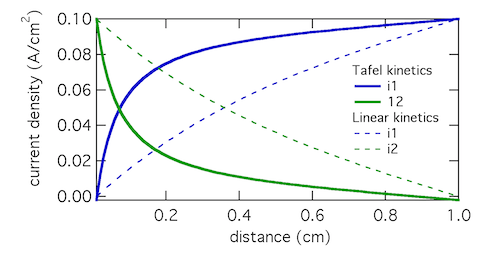 current density (A/cm²)
0.10
0.08
0.06
0.04
0.02
0.00
Tafel kinetics
i1
12
Linear kinetics
i1
i2
0.2 0.4 0.6 0.8 1.0
distance (cm)